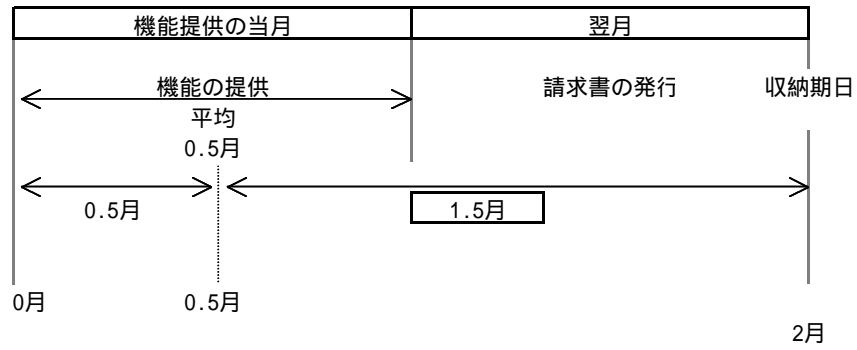 機能提供の当月 翌月
機能の提供 請求書の発行 収納期日
平均
0.5月
0.5月 1.5月
0月 0.5月
2月